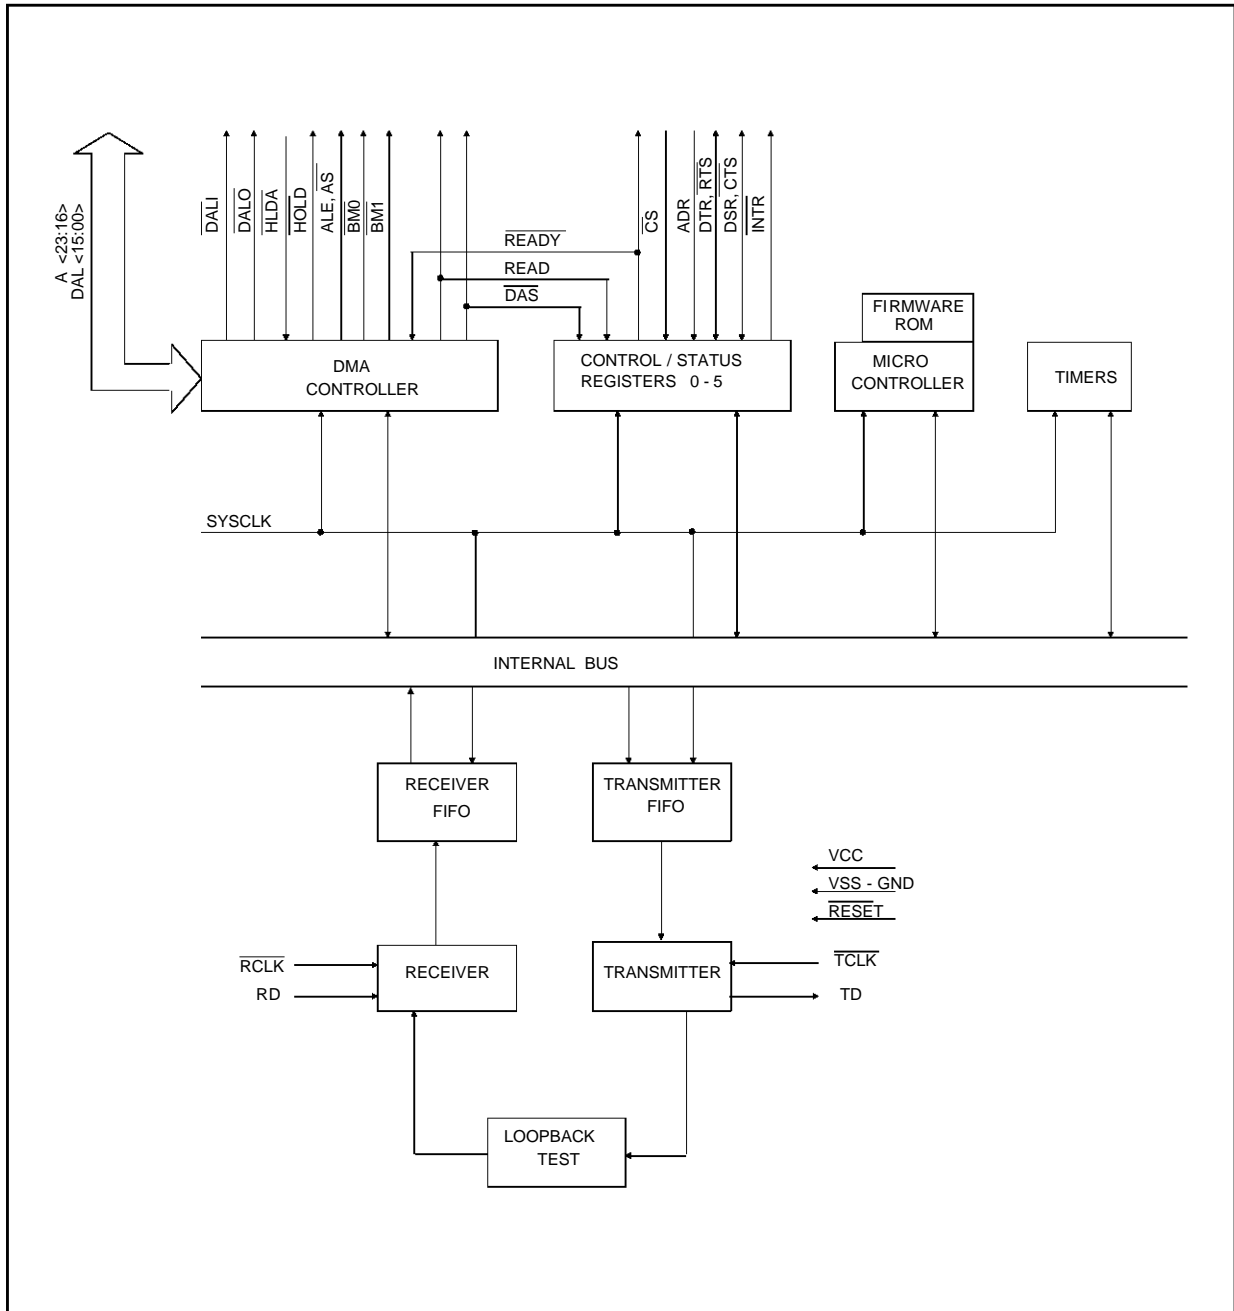 A <23:16>
DAL <15:00>
DALI
DALO
HLDA
HOLD
ALE, AS
BM0
BM1
READY
READ
DAS
CS
ADR
DTR, RTS
DSR, CTS
INTR
DMA
CONTROLLER
CONTROL / STATUS
REGISTERS 0 - 5
FIRMWARE
ROM
MICRO
CONTROLLER
TIMERS
SYSCLK
INTERNAL BUS
RECEIVER
FIFO
TRANSMITTER
FIFO
VCC
VSS - GND
RESET
RCLK
RD
RECEIVER
TRANSMITTER
TCLK
TD
LOOPBACK
TEST